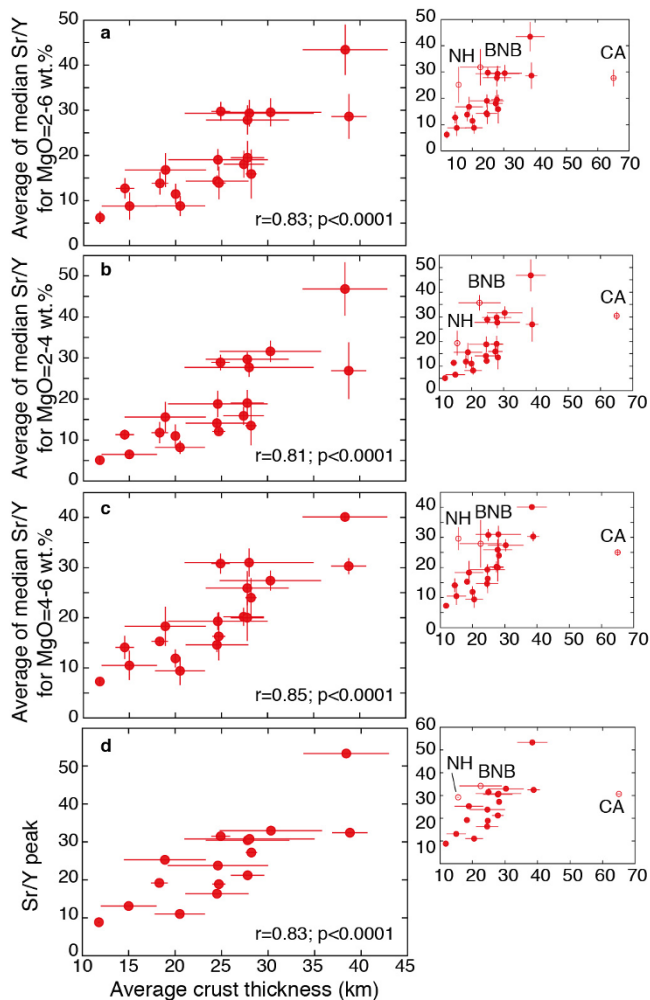 a
Average of median Sr/Y
for MgO=2-6 wt.%
50
40
30
20
10
0
r=0.83; p<0.0001
50
40
30
20
10
0
NH
BNB
CA
10 20 30 40 50 60 70
b
Average of median Sr/Y
for MgO=2-4 wt.%
50
40
30
20
10
0
r=0.81; p<0.0001
50
40
30
20
10
0
BNB
NH
CA
10 20 30 40 50 60 70
c
Average of median Sr/Y
for MgO=4-6 wt.%
40
30
20
10
0
r=0.85; p<0.0001
40
30
20
10
0
NH
BNB
CA
10 20 30 40 50 60 70
d
Sr/Y peak
50
40
30
20
10
0
r=0.83; p<0.0001
10 15 20 25 30 35 40 45
Average crust thickness (km)
60
50
40
30
20
10
0
NH
BNB
CA
10 20 30 40 50 60 70